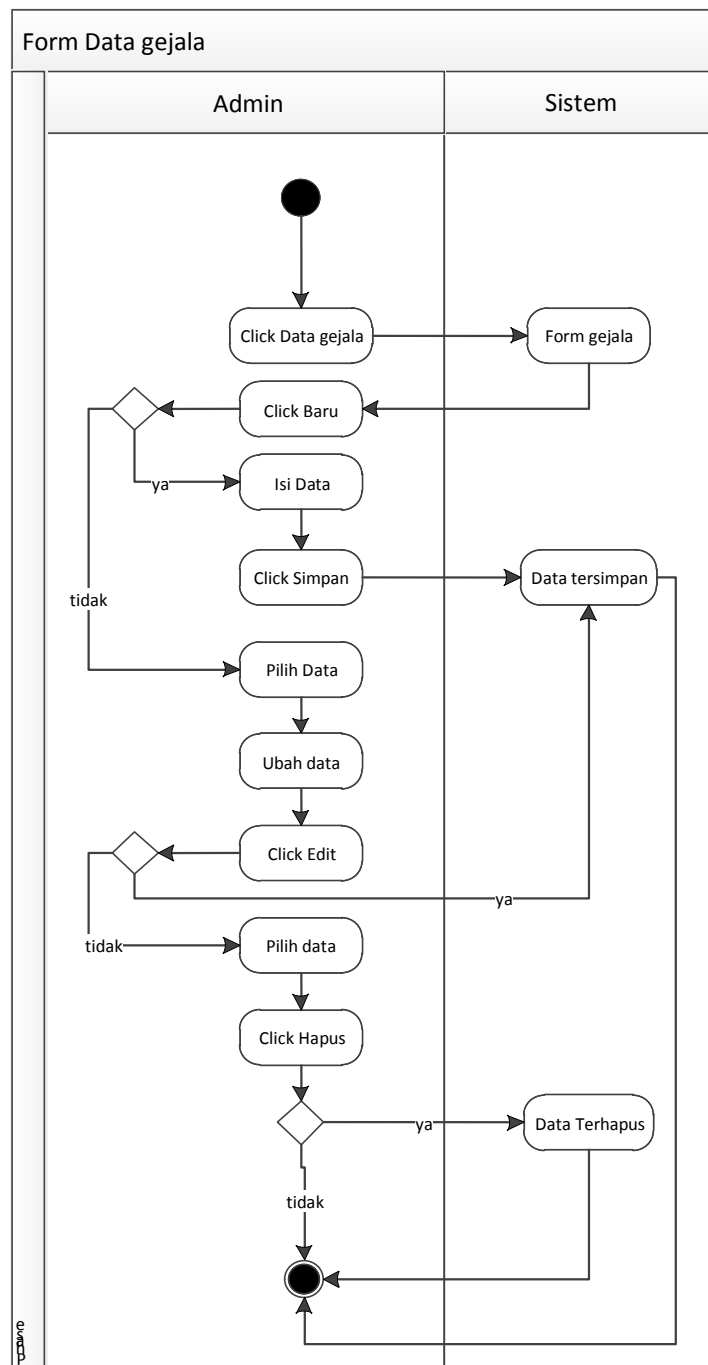 Form Data gejala
Admin
Sistem
Click Data gejala
Form gejala
Click Baru
ya
Isi Data
Click Simpan
Data tersimpan
tidak
Pilih Data
Ubah data
Click Edit
ya
tidak
Pilih data
Click Hapus
ya
Data Terhapus
tidak